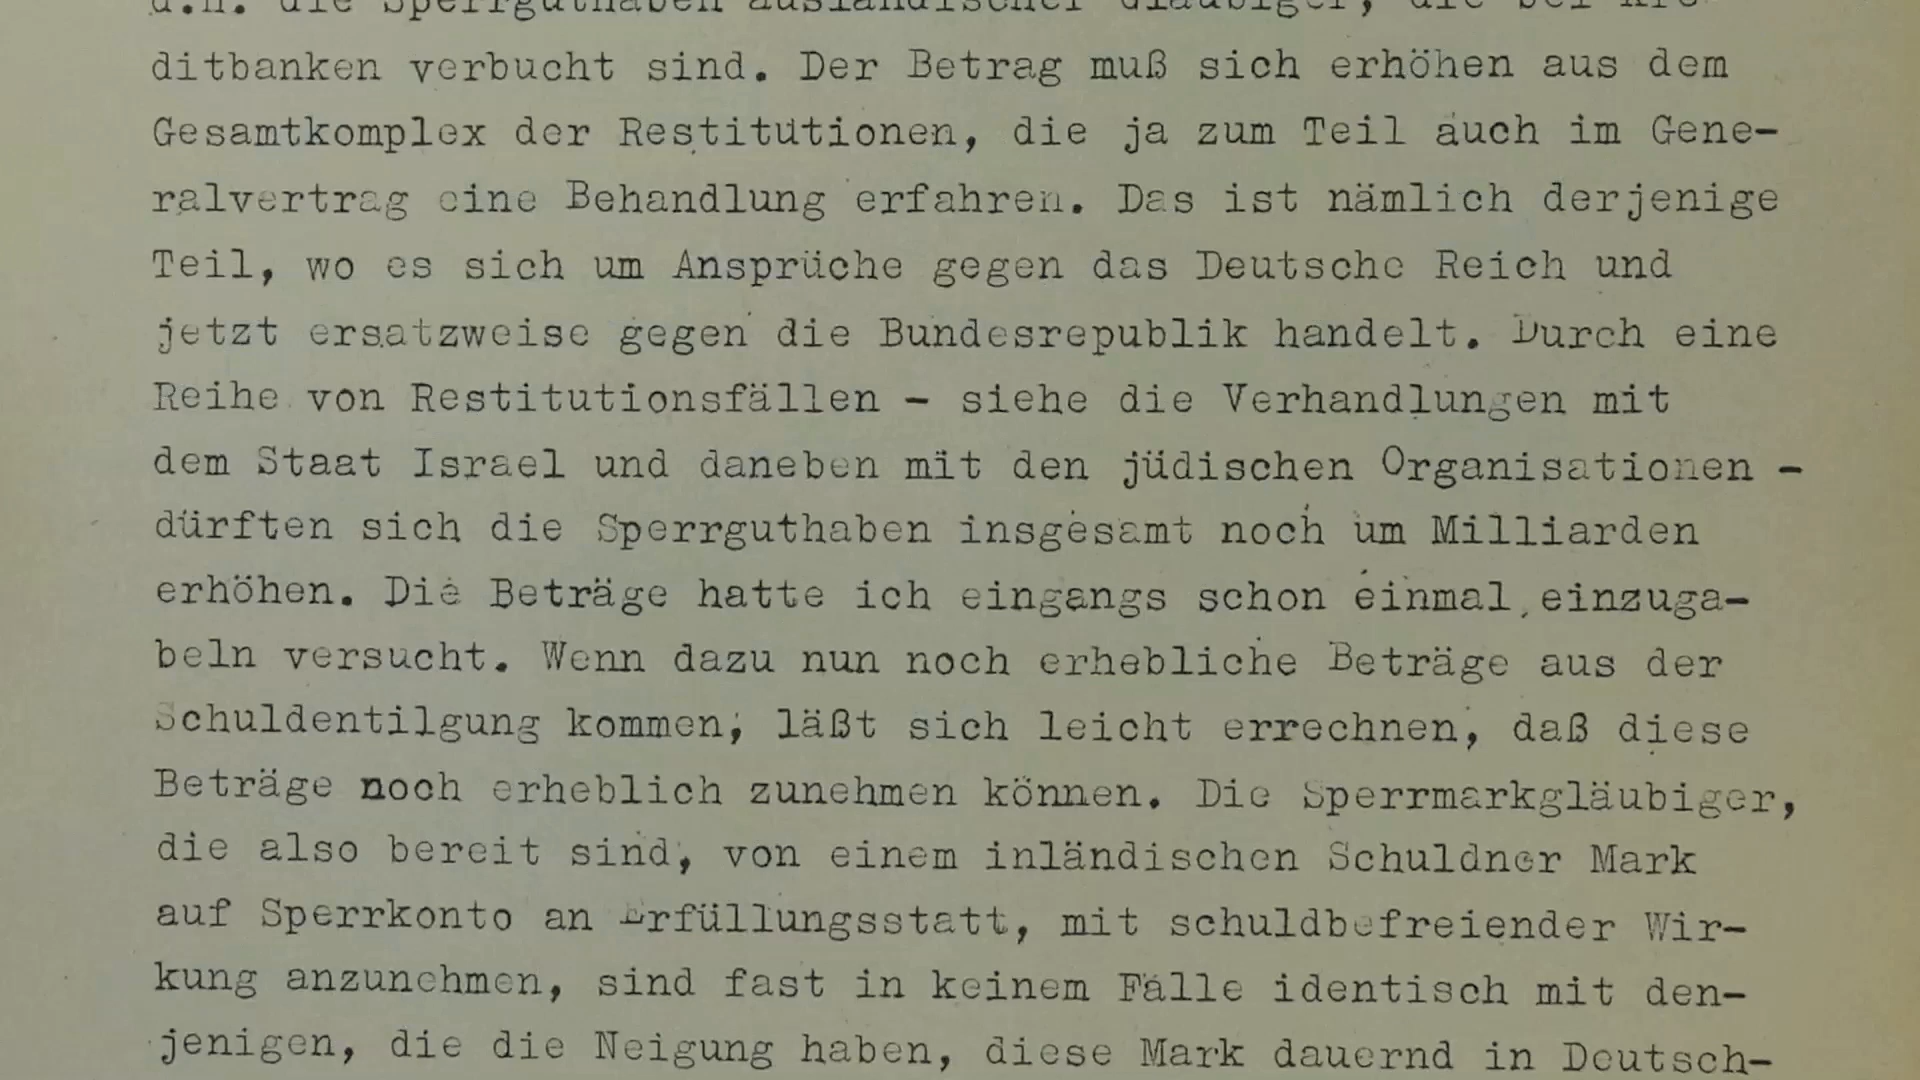 d.h. die Sperrguthaben ausländischer Gläubiger, die bei Kre-
ditbanken verbucht sind. Der Betrag muß sich erhöhen aus dem
Gesamtkomplex der Restitutionen, die ja zum Teil auch im Gene-
ralvertrag eine Behandlung erfahren. Das ist nämlich derjenige
Teil, wo es sich um Ansprüche gegen das Deutsche Reich und
jetzt ersatzweise gegen die Bundesrepublik handelt. Durch eine
Reihe von Restitutionsfällen - siehe die Verhandlungen mit
dem Staat Israel und daneben mit den jüdischen Organisationen -
dürften sich die Sperrguthaben insgesamt noch um Milliarden
erhöhen. Die Beträge hatte ich eingangs schon einmal einzuga-
beln versucht. Wenn dazu nun noch erhebliche Beträge aus der
Schuldentilgung kommen, läßt sich leicht errechnen, daß diese
Beträge noch erheblich zunehmen können. Die Sperrmarkgläubiger,
die also bereit sind, von einem inländischen Schuldner Mark
auf Sperrkonto an Erfüllungsstatt, mit schuldbefreiender Wir-
kung anzunehmen, sind fast in keinem Fälle identisch mit den-
jenigen, die die Neigung haben, diese Mark dauernd in Deutsch-